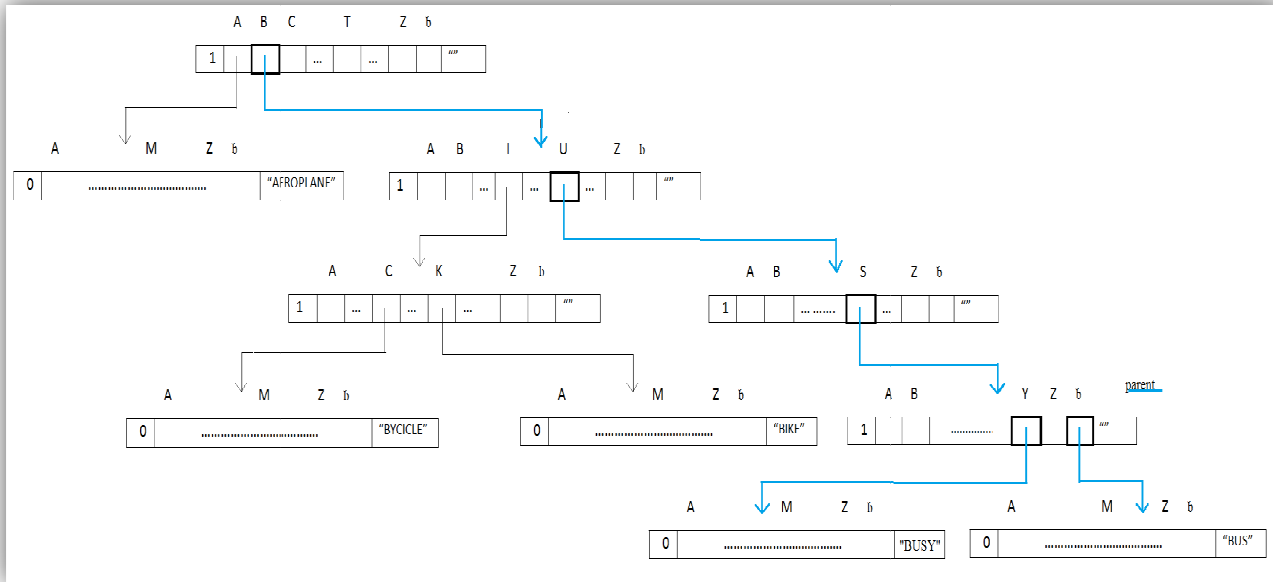 A B C T Z ƀ
1 ... ... “”
A M Z ƀ
0 ........................................ “AEROPLANE”
A B I U Z ƀ
1 ... ... ... “”
A C K Z ƀ
1 ... ... ... “”
A B S Z ƀ
1 ... ....... ... “”
A M Z ƀ
0 ........................................ “BYCICLE”
A M Z ƀ
0 ........................................ “BIKE”
parent
A B Y Z ƀ
1 ............... “”
A M Z ƀ
0 ........................................ "BUSY"
A M Z ƀ
0 ........................................ “BUS”